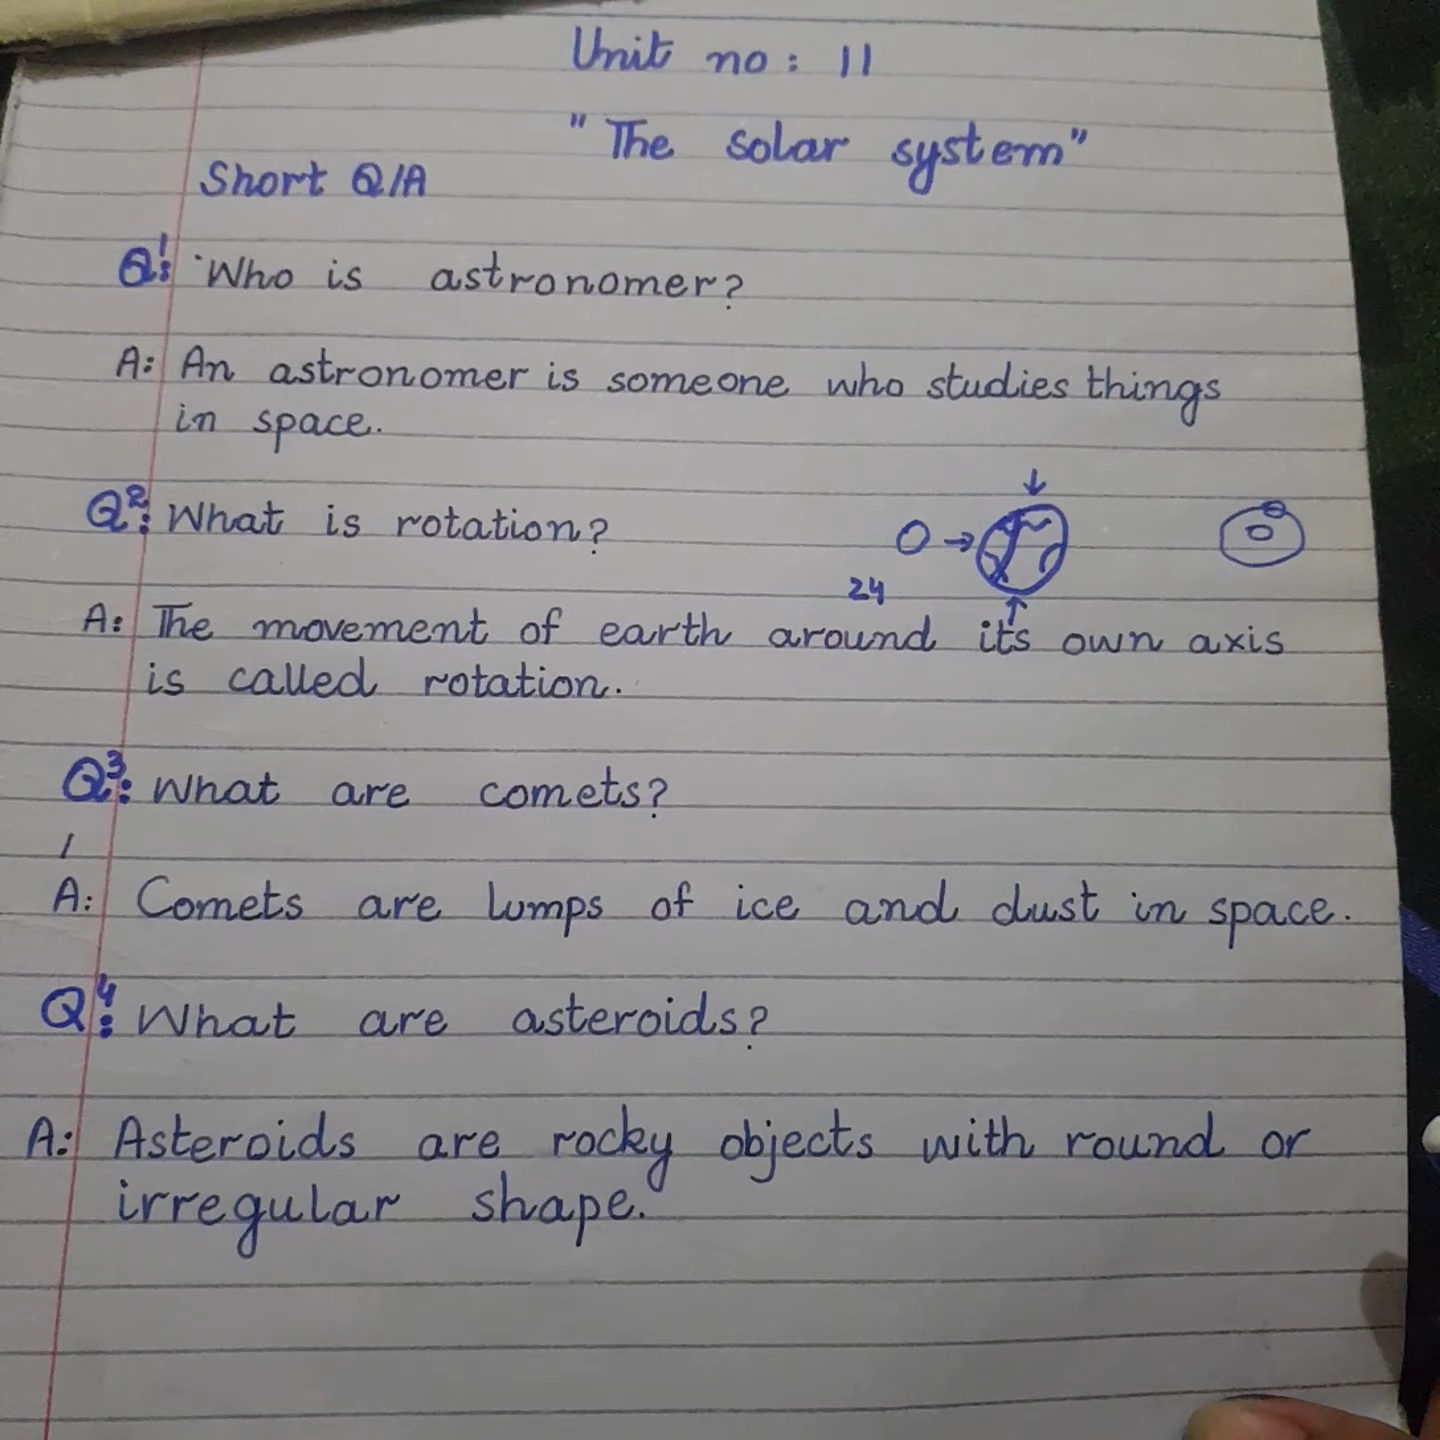 Unit no: 11
"The solar system"
Short Q/A
Q1: Who is astronomer?
A: An astronomer is someone who studies things
in space.
Q2: What is rotation?
24
A: The movement of earth around it's own axis
is called rotation.
Q3: What are comets?
A: Comets are lumps of ice and dust in space.
Q4: What are asteroids?
A: Asteroids are rocky objects with round or
irregular shape.